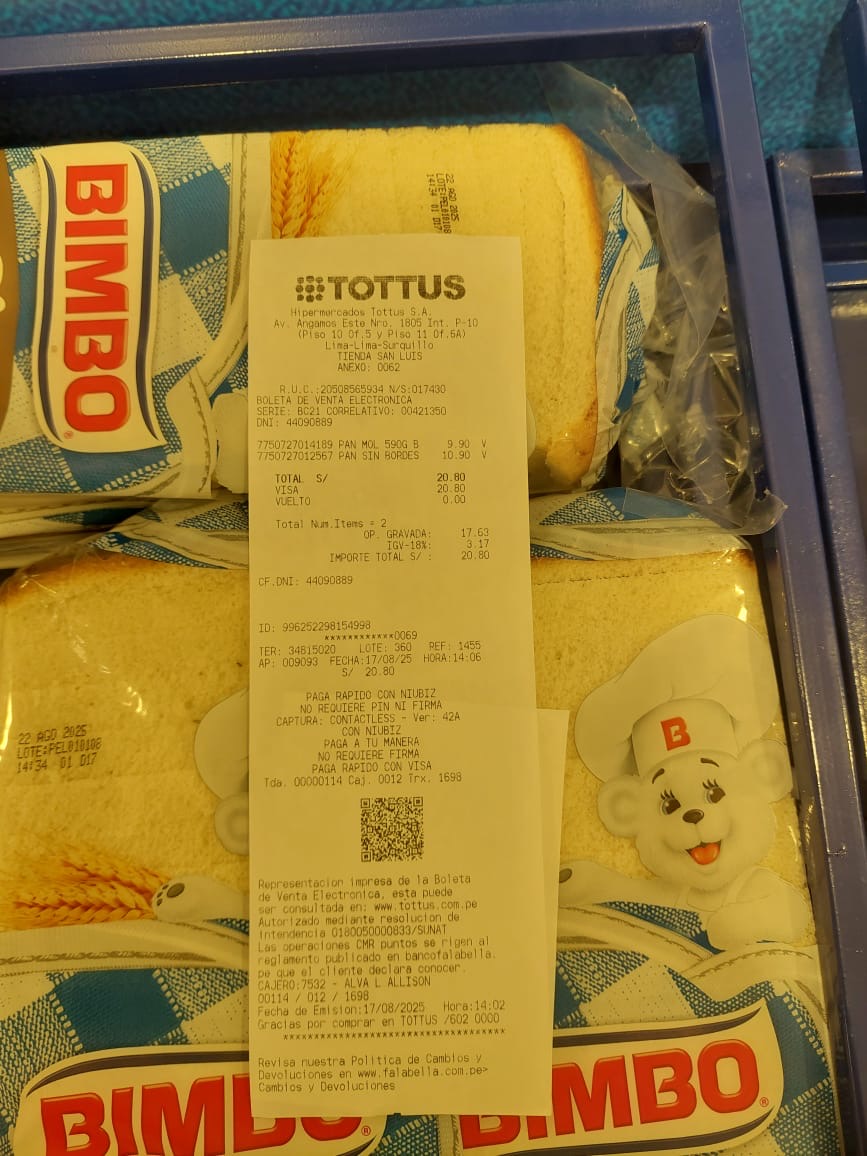 BIMBO
22 AGO 2025
LOTE:PEL010108
14:34 01 017
TOTTUS
Hipermercados Tottus S.A.
Av. Angamos Este Nro. 1805 Int. P-10
(Piso 10 Of.5 y Piso 11 Of.6A)
Lima-Lima-Surquillo
TIENDA SAN LUIS
ANEXO: 0062
R.U.C.:20508565934 N/S:017430
BOLETA DE VENTA ELECTRONICA
SERIE: BC21 CORRELATIVO: 00421350
DNI: 44090889
7750727014189 PAN MOL 590G B 9.90 V
7750727012567 PAN SIN BORDES 10.90 V
TOTAL S/ 20.80
VISA 20.80
VUELTO 0.00
Total Num.Items = 2
OP. GRAVADA: 17.63
IGV-18%: 3.17
IMPORTE TOTAL S/ : 20.80
CF.DNI: 44090889
ID: 996252298154998
************0069
TER: 34815020 LOTE: 360 REF: 1455
AP: 009093 FECHA:17/08/25 HORA:14:06
S/ 20.80
PAGA RAPIDO CON NIUBIZ
NO REQUIERE PIN NI FIRMA
CAPTURA: CONTACTLESS - Ver: 42A
CON NIUBIZ
PAGA A TU MANERA
NO REQUIERE FIRMA
PAGA RAPIDO CON VISA
Tda. 00000114 Caj. 0012 Trx. 1698
Representacion impresa de la Boleta
de Venta Electronica, esta puede
ser consultada en: www.tottus.com.pe
Autorizado mediante resolucion de
intendencia 0180050000833/SUNAT
Las operaciones CMR puntos se rigen al
reglamento publicado en bancofalabella.
pe que el cliente declara conocer.
CAJERO:7532 - ALVA L ALLISON
00114 / 012 / 1698
Fecha de Emision:17/08/2025 Hora:14:02
Gracias por comprar en TOTTUS /602 0000
****************************************
Revisa nuestra Politica de Cambios y
Devoluciones en www.falabella.com.pe>
Cambios y Devoluciones
22 AGO 2025
LOTE:PEL010108
14:34 01 017
B
BIMBO
BIMBO